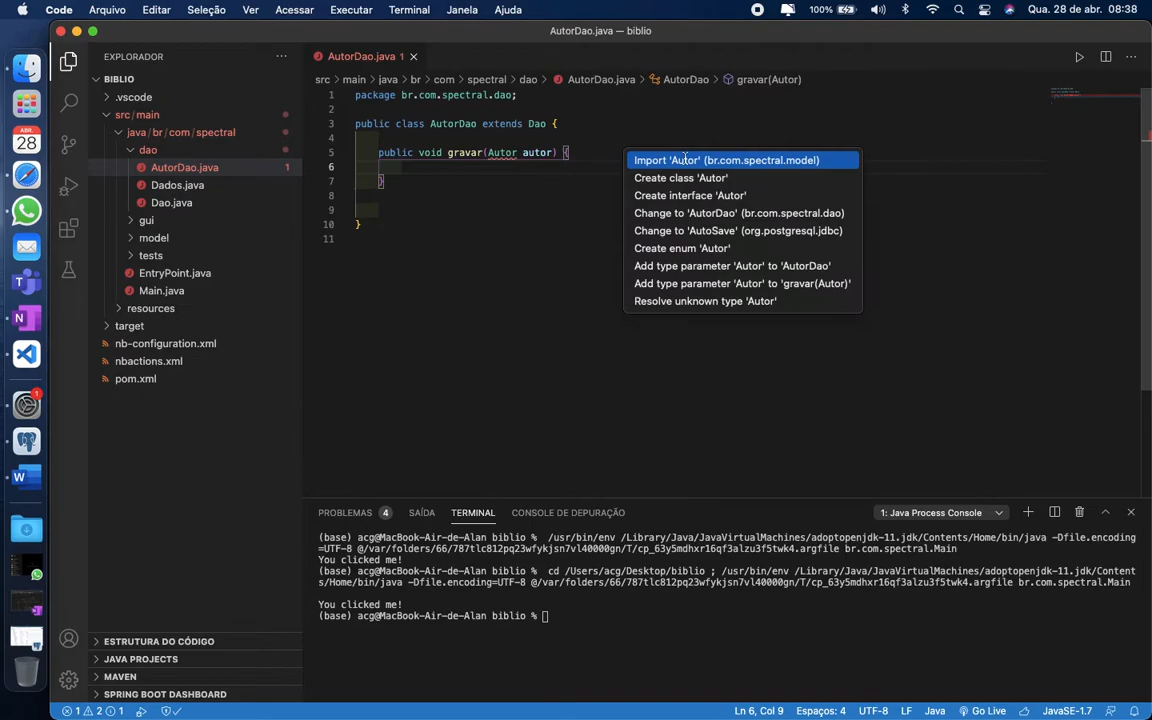 Code Arquivo Editar Seleção Ver Acessar Executar Terminal Janela Ajuda 100% Qua. 28 de abr. 08:38
AutorDao.java — biblio
EXPLORADOR
BIBLIO
.vscode
src/main
java/br/com/spectral
dao
AutorDao.java 1
Dados.java
Dao.java
gui
model
tests
EntryPoint.java
Main.java
resources
target
nb-configuration.xml
nbactions.xml
pom.xml
ESTRUTURA DO CÓDIGO
JAVA PROJECTS
MAVEN
SPRING BOOT DASHBOARD
ABR.
28
1
AutorDao.java 1
src > main > java > br > com > spectral > dao > AutorDao.java > AutorDao > gravar(Autor)
1 package br.com.spectral.dao;
2
3 public class AutorDao extends Dao {
4
5 public void gravar(Autor autor) {
6
7 }
8
9
10 }
11
Import 'Autor' (br.com.spectral.model)
Create class 'Autor'
Create interface 'Autor'
Change to 'AutorDao' (br.com.spectral.dao)
Change to 'AutoSave' (org.postgresql.jdbc)
Create enum 'Autor'
Add type parameter 'Autor' to 'AutorDao'
Add type parameter 'Autor' to 'gravar(Autor)'
Resolve unknown type 'Autor'
PROBLEMAS 4 SAÍDA TERMINAL CONSOLE DE DEPURAÇÃO 1: Java Process Console
(base) acg@MacBook-Air-de-Alan biblio % /usr/bin/env /Library/Java/JavaVirtualMachines/adoptopenjdk-11.jdk/Contents/Home/bin/java -Dfile.encoding
=UTF-8 @/var/folders/66/787tlc812pq23wfykjsn7vl40000gn/T/cp_63y5mdhxr16qf3alzu3f5twk4.argfile br.com.spectral.Main
You clicked me!
(base) acg@MacBook-Air-de-Alan biblio % cd /Users/acg/Desktop/biblio ; /usr/bin/env /Library/Java/JavaVirtualMachines/adoptopenjdk-11.jdk/Content
s/Home/bin/java -Dfile.encoding=UTF-8 @/var/folders/66/787tlc812pq23wfykjsn7vl40000gn/T/cp_63y5mdhxr16qf3alzu3f5twk4.argfile br.com.spectral.Main
You clicked me!
(base) acg@MacBook-Air-de-Alan biblio %
1 2 1 Ln 6, Col 9 Espaços: 4 UTF-8 LF Java Go Live JavaSE-1.7